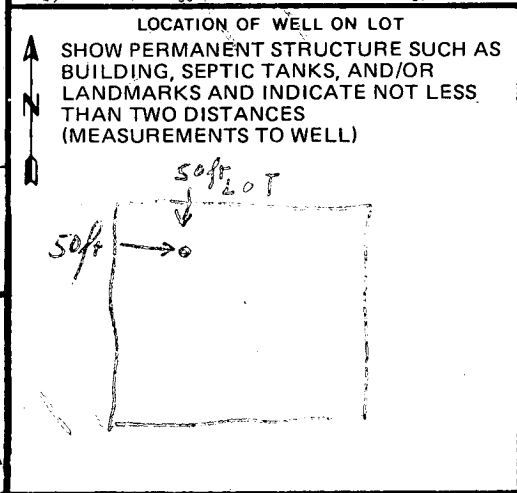 LOCATION OF WELL ON LOT
SHOW PERMANENT STRUCTURE SUCH AS
BUILDING, SEPTIC TANKS, AND/OR
LANDMARKS AND INDICATE NOT LESS
THAN TWO DISTANCES
(MEASUREMENTS TO WELL)
N
50ft LOT
50ft